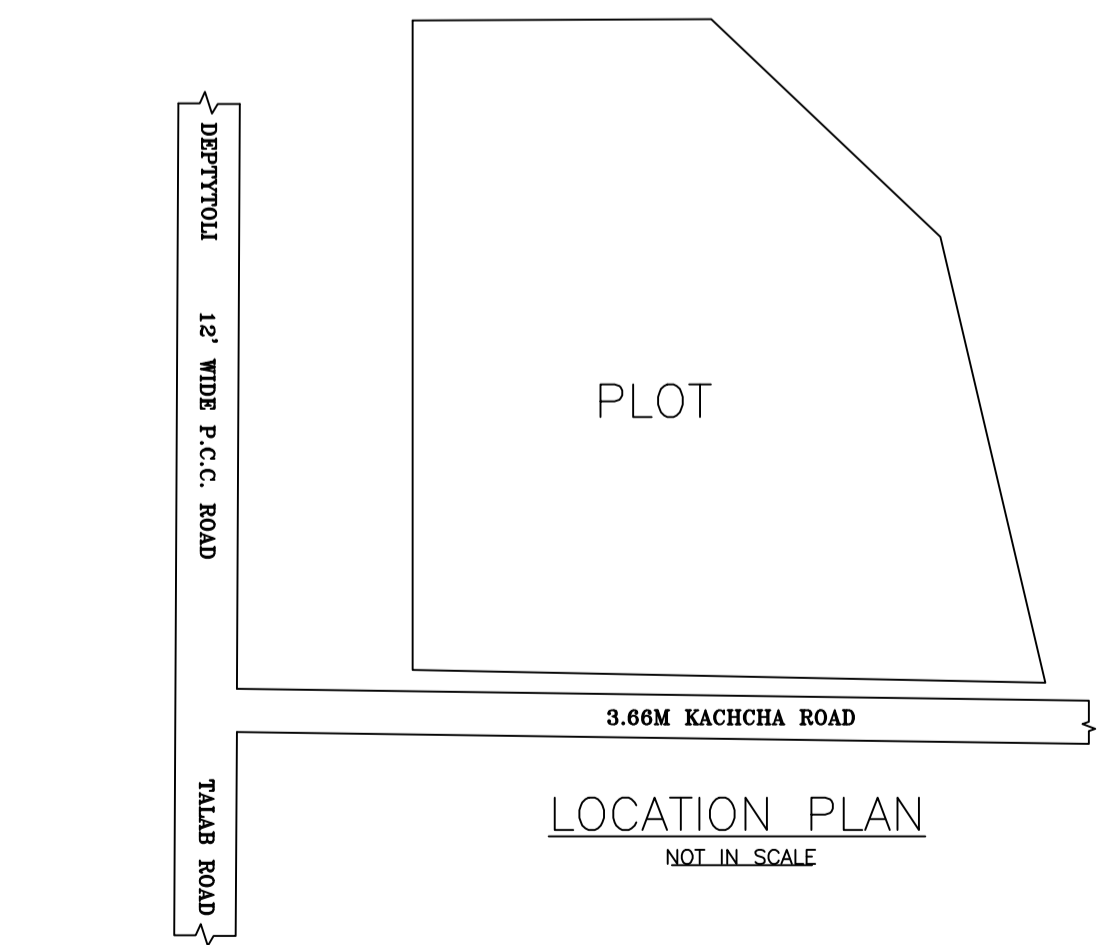 DEPTYTOLI
12' WIDE P.C.C. ROAD
TALAB ROAD
PLOT
3.66M KACHCHA ROAD
LOCATION PLAN
NOT IN SCALE